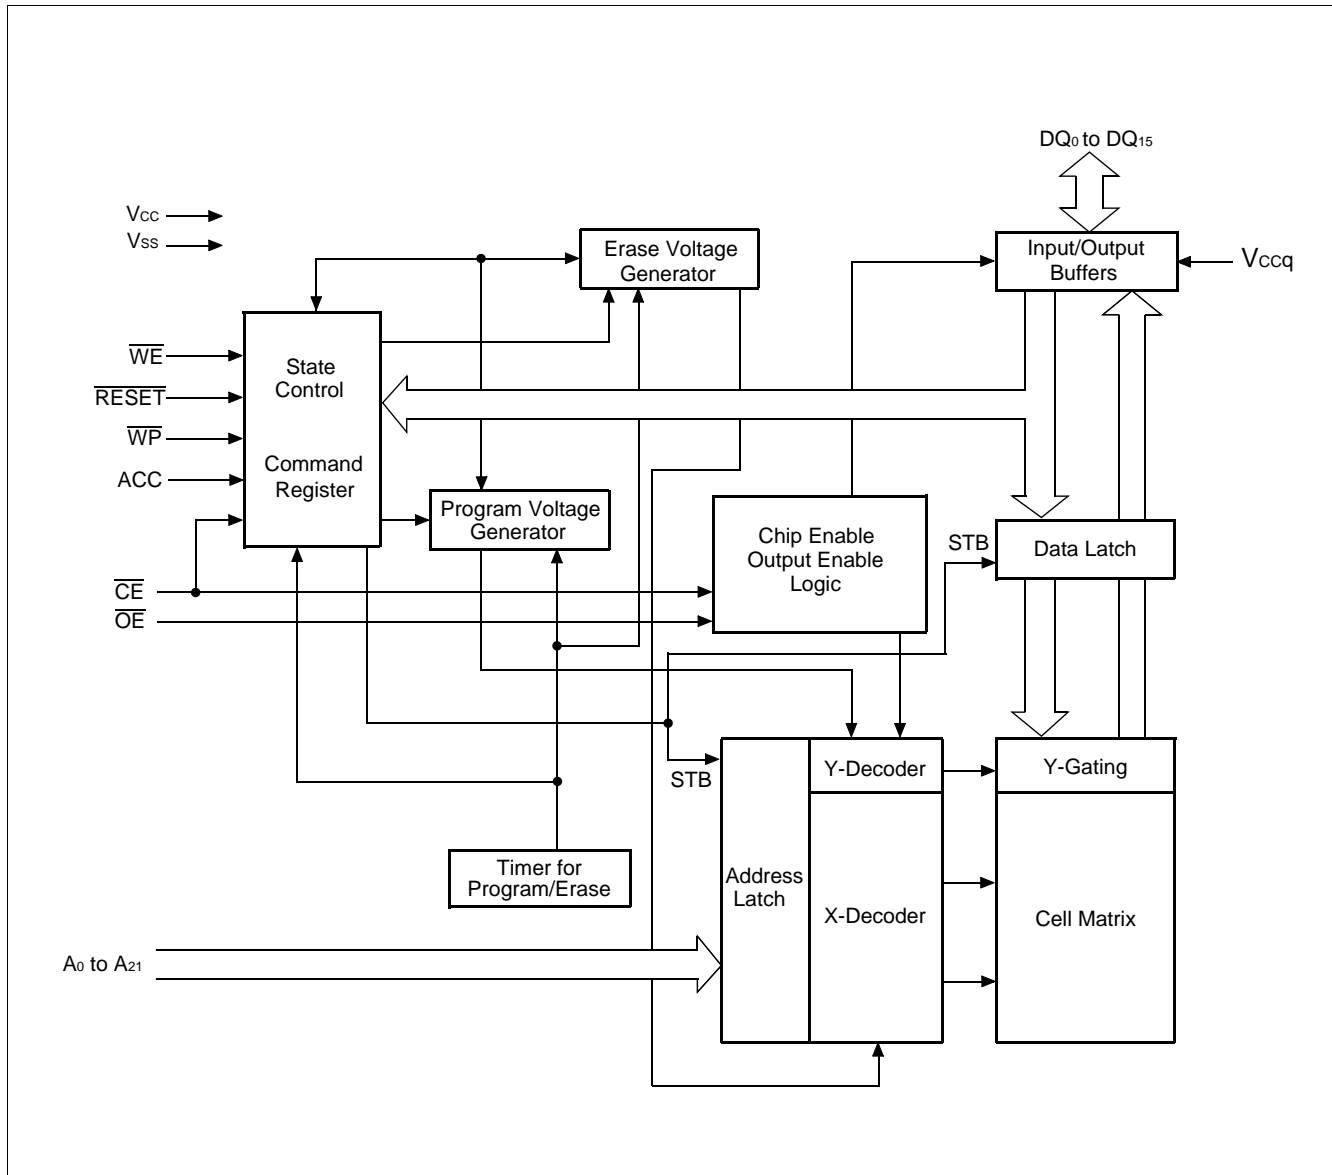 DQ0 to DQ15
VCC
VSS
Erase Voltage
Generator
Input/Output
Buffers
VCCq
WE
RESET
WP
ACC
State
Control
Command
Register
Program Voltage
Generator
Chip Enable
Output Enable
Logic
STB
Data Latch
CE
OE
STB
Y-Decoder
Y-Gating
Timer for
Program/Erase
Address
Latch
X-Decoder
Cell Matrix
A0 to A21